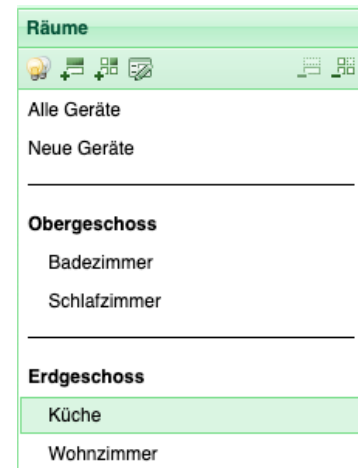 Räume
Alle Geräte
Neue Geräte
Obergeschoss
Badezimmer
Schlafzimmer
Erdgeschoss
Küche
Wohnzimmer